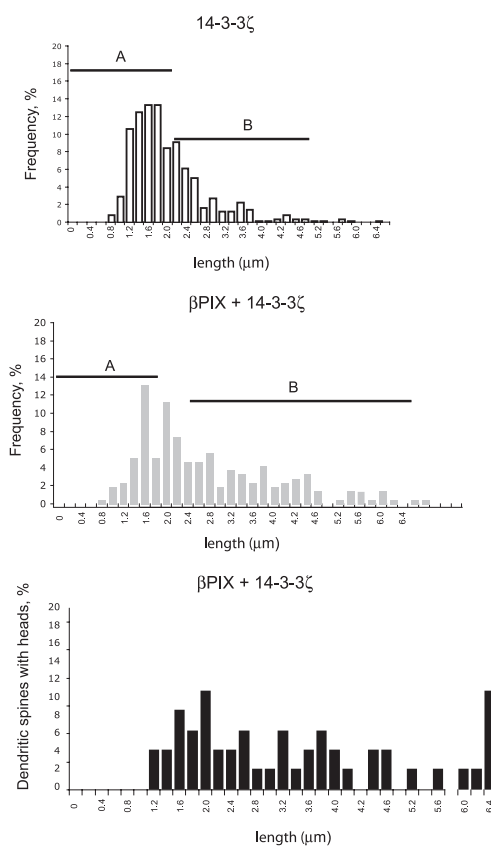 14-3-3ζ
Frequency, %
20
18
16
14
12
10
8
6
4
2
0
A
B
0 0.4 0.8 1.2 1.6 2.0 2.4 2.8 3.2 3.6 4.0 4.4 4.8 5.2 5.6 6.0 6.4
length (μm)
βPIX + 14-3-3ζ
Frequency, %
20
18
16
14
12
10
8
6
4
2
0
A
B
0 0.4 0.8 1.2 1.6 2.0 2.4 2.8 3.2 3.6 4.0 4.4 4.8 5.2 5.6 6.0 6.4
length (μm)
βPIX + 14-3-3ζ
Dendritic spines with heads, %
20
18
16
14
12
10
8
6
4
2
0
0 0.4 0.8 1.2 1.6 2.0 2.4 2.8 3.2 3.6 4.0 4.4 4.8 5.2 5.6 6.0 6.4
length (μm)